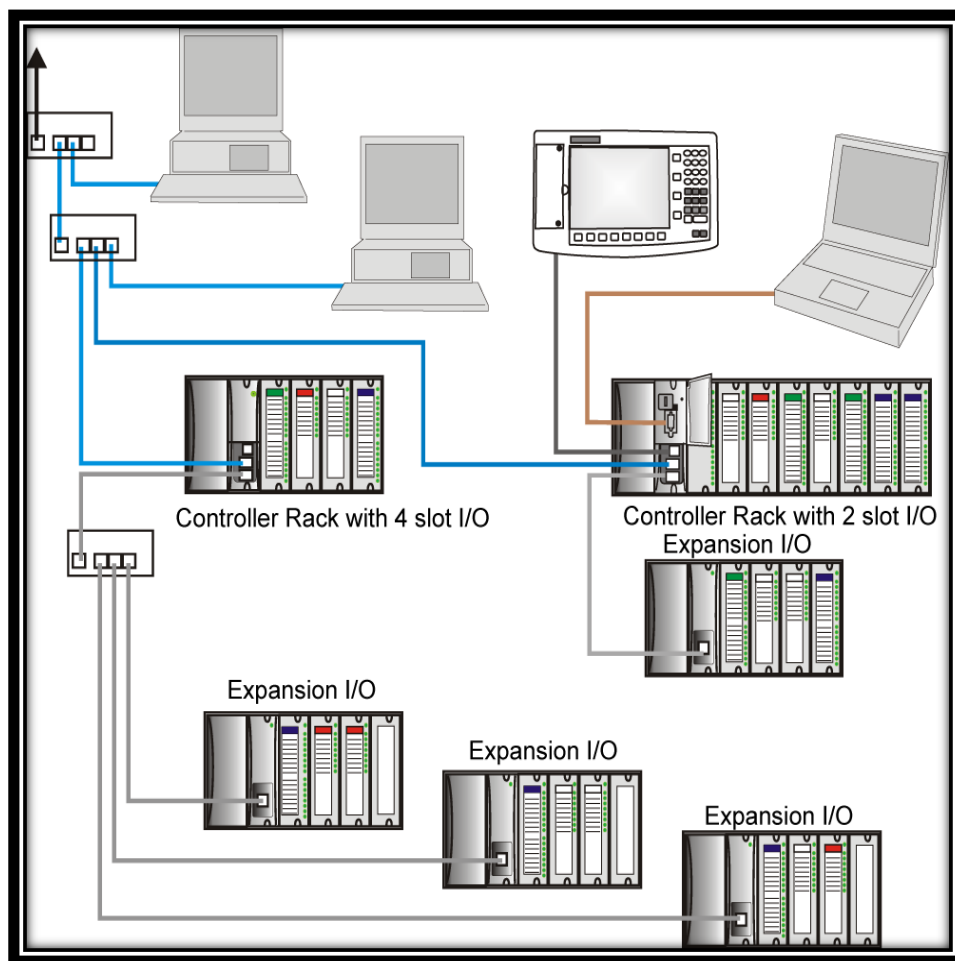 Controller Rack with 4 slot I/O
Controller Rack with 2 slot I/O
Expansion I/O
Expansion I/O
Expansion I/O
Expansion I/O